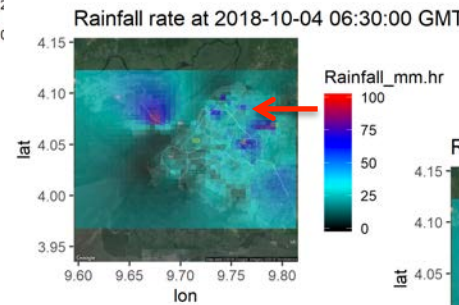 Rainfall rate at 2018-10-04 06:30:00 GMT
4.15
4.10
4.05
4.00
3.95
lat
9.60 9.65 9.70 9.75 9.80
lon
Rainfall_mm.hr
100
75
50
25
0
Google
R
4.15
4.10
4.05
lat